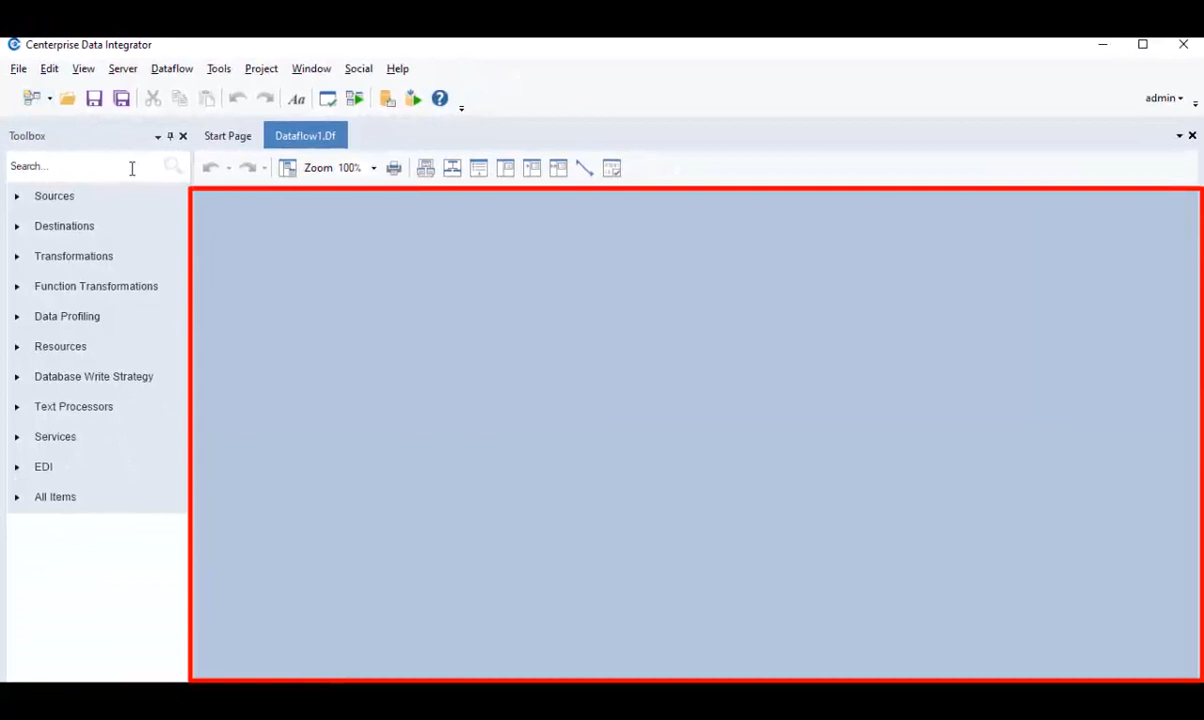 Centerprise Data Integrator
File Edit View Server Dataflow Tools Project Window Social Help
Aa admin
Toolbox Start Page Dataflow1.Df
Search... Zoom 100%
Sources
Destinations
Transformations
Function Transformations
Data Profiling
Resources
Database Write Strategy
Text Processors
Services
EDI
All Items